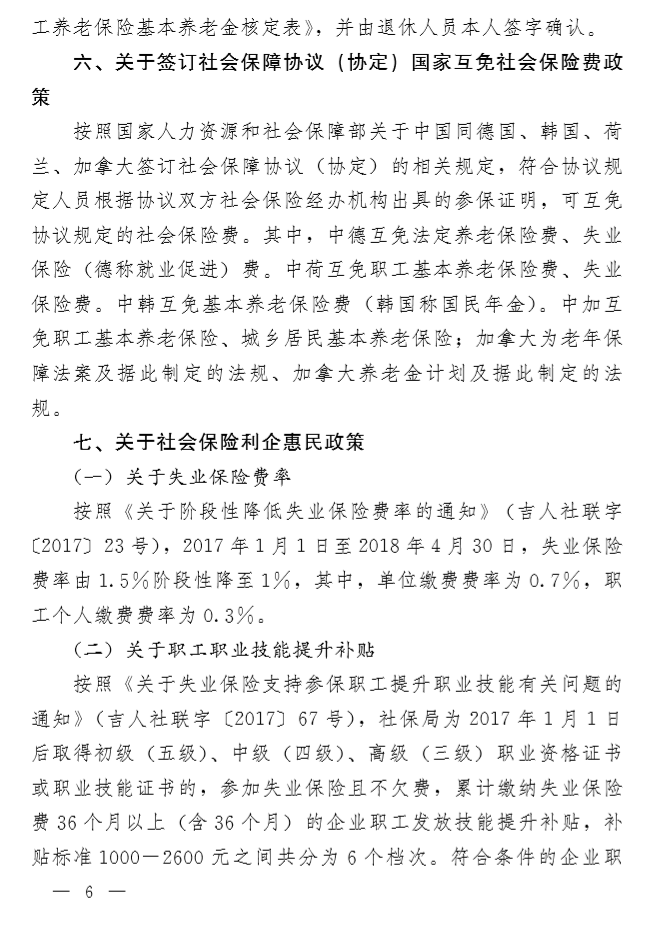 工养老保险基本养老金核定表》，并由退休人员本人签字确认。
六、关于签订社会保障协议（协定）国家互免社会保险费政
策
按照国家人力资源和社会保障部关于中国同德国、韩国、荷
兰、加拿大签订社会保障协议（协定）的相关规定，符合协议规
定人员根据协议双方社会保险经办机构出具的参保证明，可互免
协议规定的社会保险费。其中，中德互免法定养老保险费、失业
保险（德称就业促进）费。中荷互免职工基本养老保险费、失业
保险费。中韩互免基本养老保险费（韩国称国民年金）。中加互
免职工基本养老保险、城乡居民基本养老保险；加拿大为老年保
障法案及据此制定的法规、加拿大养老金计划及据此制定的法
规。
七、关于社会保险利企惠民政策
（一）关于失业保险费率
按照《关于阶段性降低失业保险费率的通知》（吉人社联字
〔2017〕23号），2017年1月1日至2018年4月30日，失业保险
费率由1.5%阶段性降至1%，其中，单位缴费费率为0.7%，职
工个人缴费费率为0.3%。
（二）关于职工职业技能提升补贴
按照《关于失业保险支持参保职工提升职业技能有关问题的
通知》（吉人社联字〔2017〕67号），社保局为2017年1月1日
后取得初级（五级）、中级（四级）、高级（三级）职业资格证书
或职业技能证书的，参加失业保险且不欠费，累计缴纳失业保险
费36个月以上（含36个月）的企业职工发放技能提升补贴，补
贴标准1000—2600元之间共分为6个档次。符合条件的企业职
— 6 —